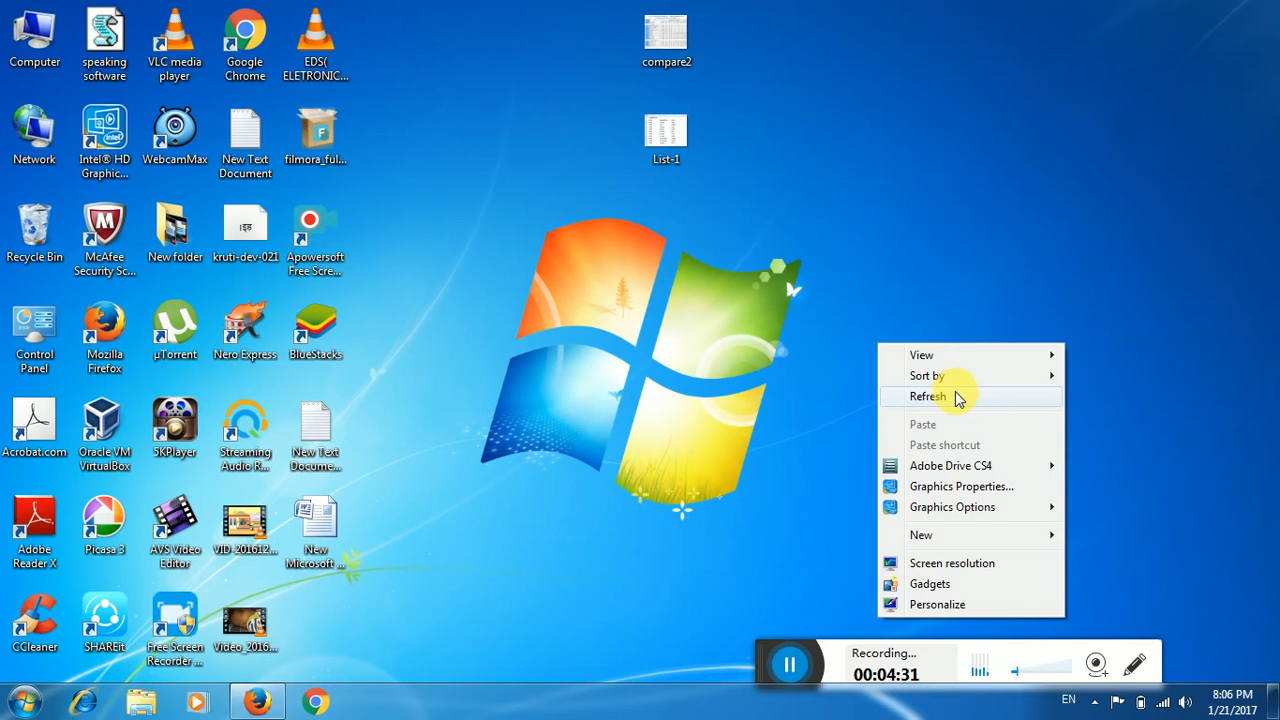 Computer
speaking
software
VLC media
player
Google
Chrome
EDS(
ELETRONIC...
compare2
Network
Intel® HD
Graphic...
WebcamMax
New Text
Document
filmora_ful...
List-1
Recycle Bin
McAfee
Security Sc...
New folder
kruti-dev-021
Apowersoft
Free Scre...
Control
Panel
Mozilla
Firefox
µTorrent
Nero Express
BlueStacks
Acrobat.com
Oracle VM
VirtualBox
5KPlayer
Streaming
Audio R...
New Text
Docume...
Adobe
Reader X
Picasa 3
AVS Video
Editor
VID-201612...
New
Microsoft ...
CCleaner
SHAREit
Free Screen
Recorder ...
Video_2016...
View
Sort by
Refresh
Paste
Paste shortcut
Adobe Drive CS4
Graphics Properties...
Graphics Options
New
Screen resolution
Gadgets
Personalize
Recording...
00:04:31
EN
8:06 PM
1/21/2017